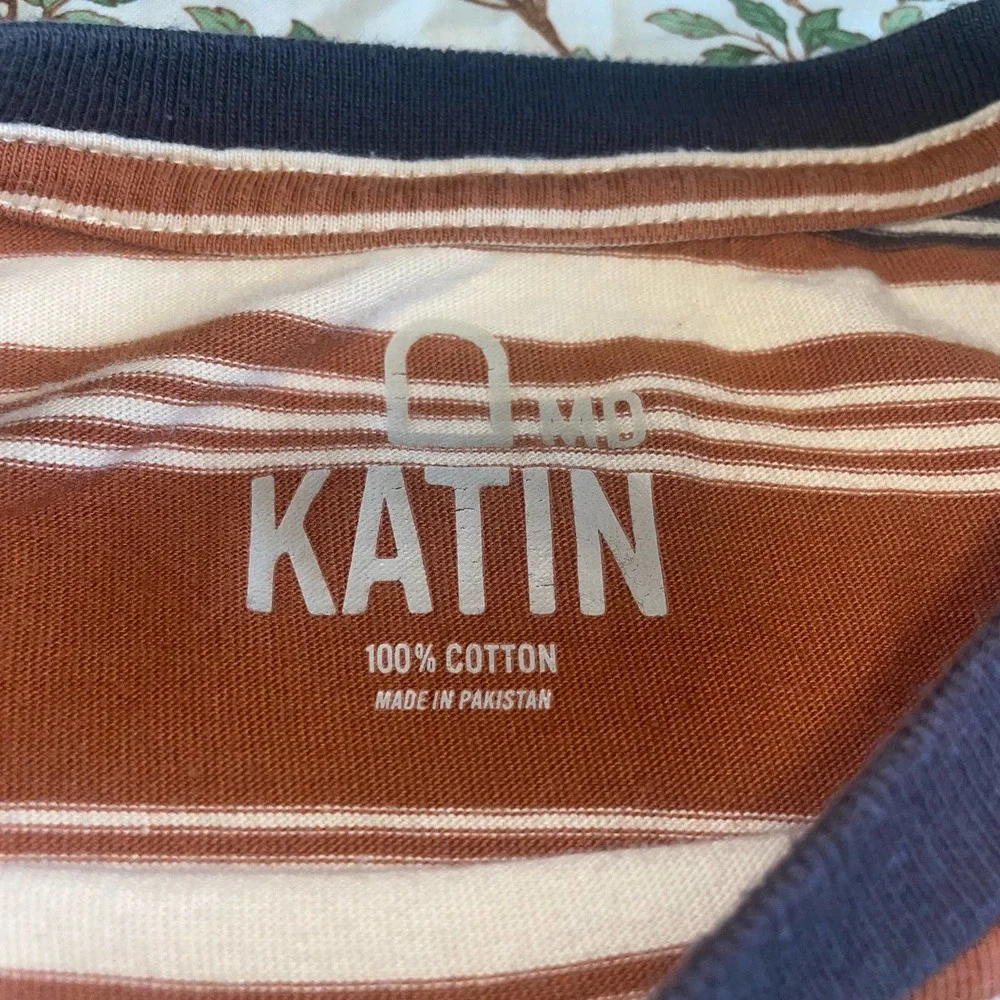 MD
KATIN
100% COTTON
MADE IN PAKISTAN